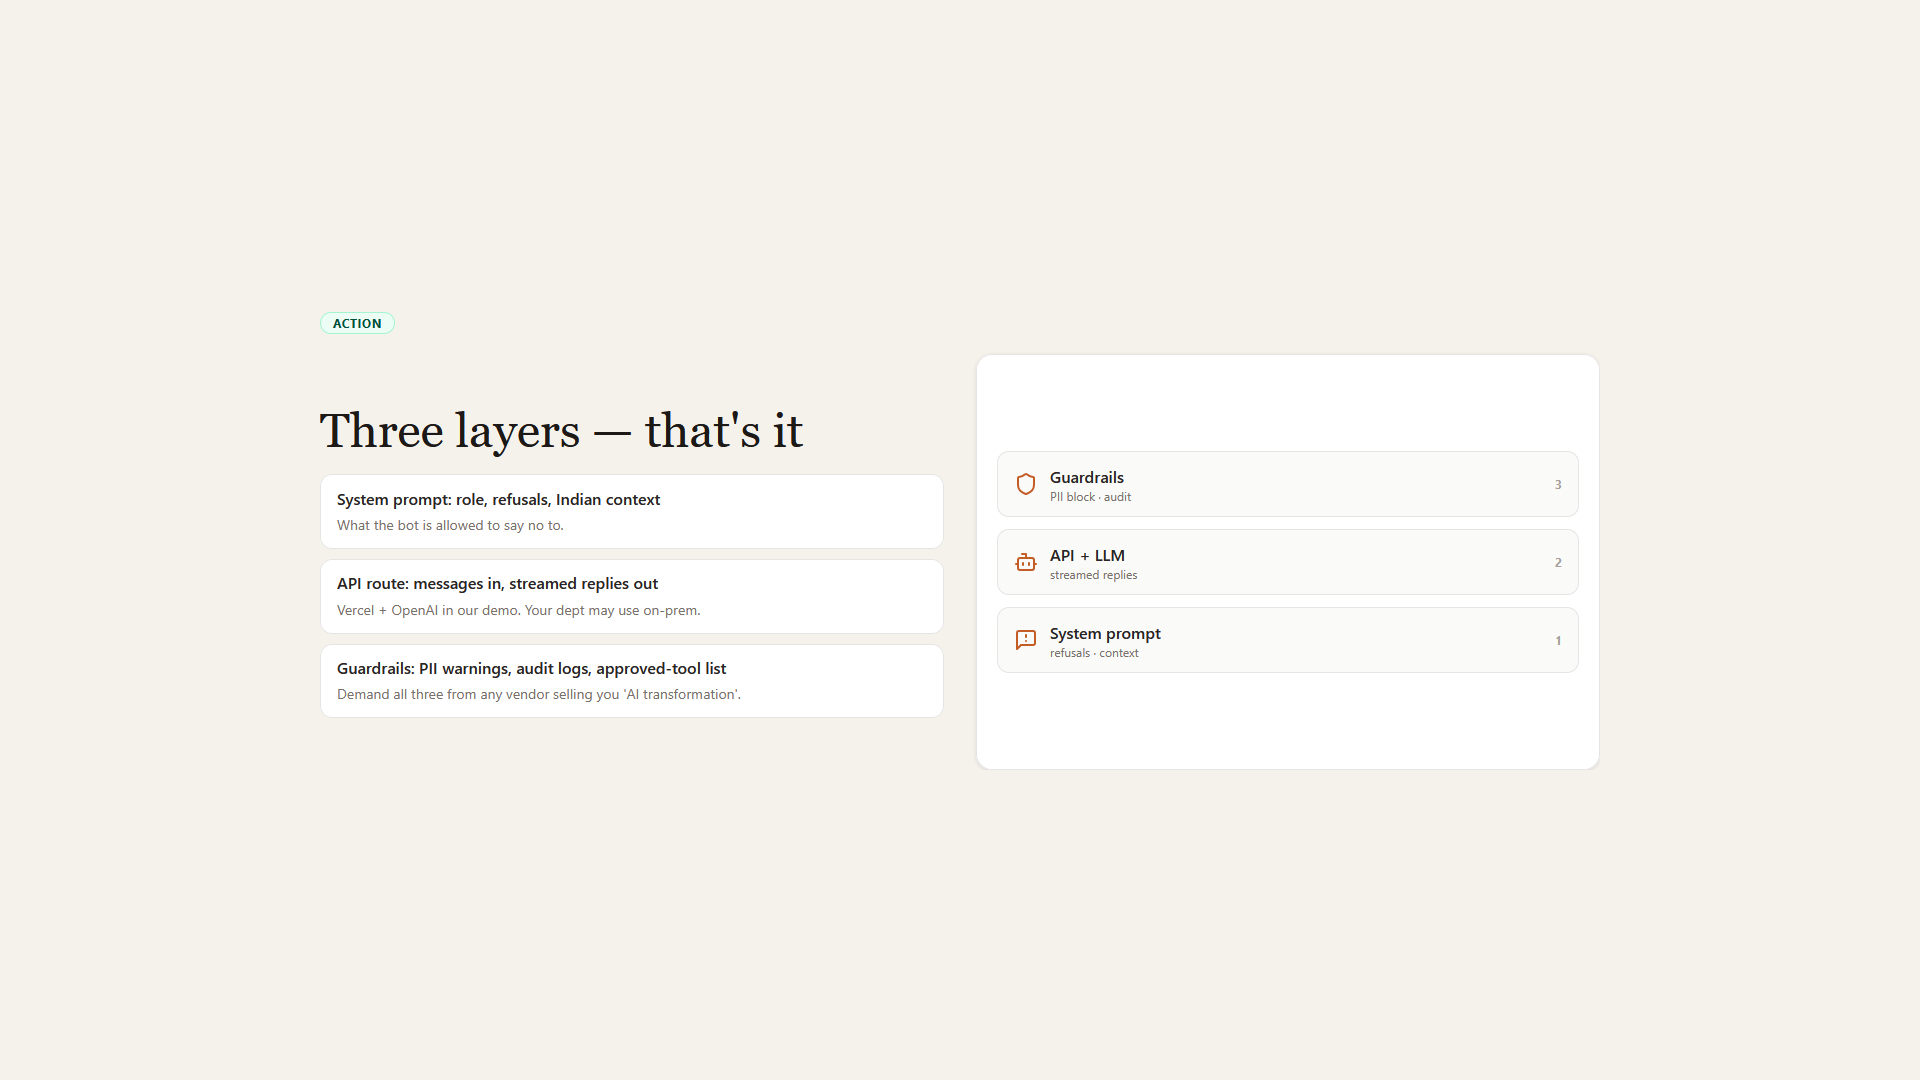 ACTION
Three layers — that's it
System prompt: role, refusals, Indian context
What the bot is allowed to say no to.
API route: messages in, streamed replies out
Vercel + OpenAI in our demo. Your dept may use on-prem.
Guardrails: PII warnings, audit logs, approved-tool list
Demand all three from any vendor selling you 'AI transformation'.
Guardrails
PII block · audit
3
API + LLM
streamed replies
2
System prompt
refusals · context
1